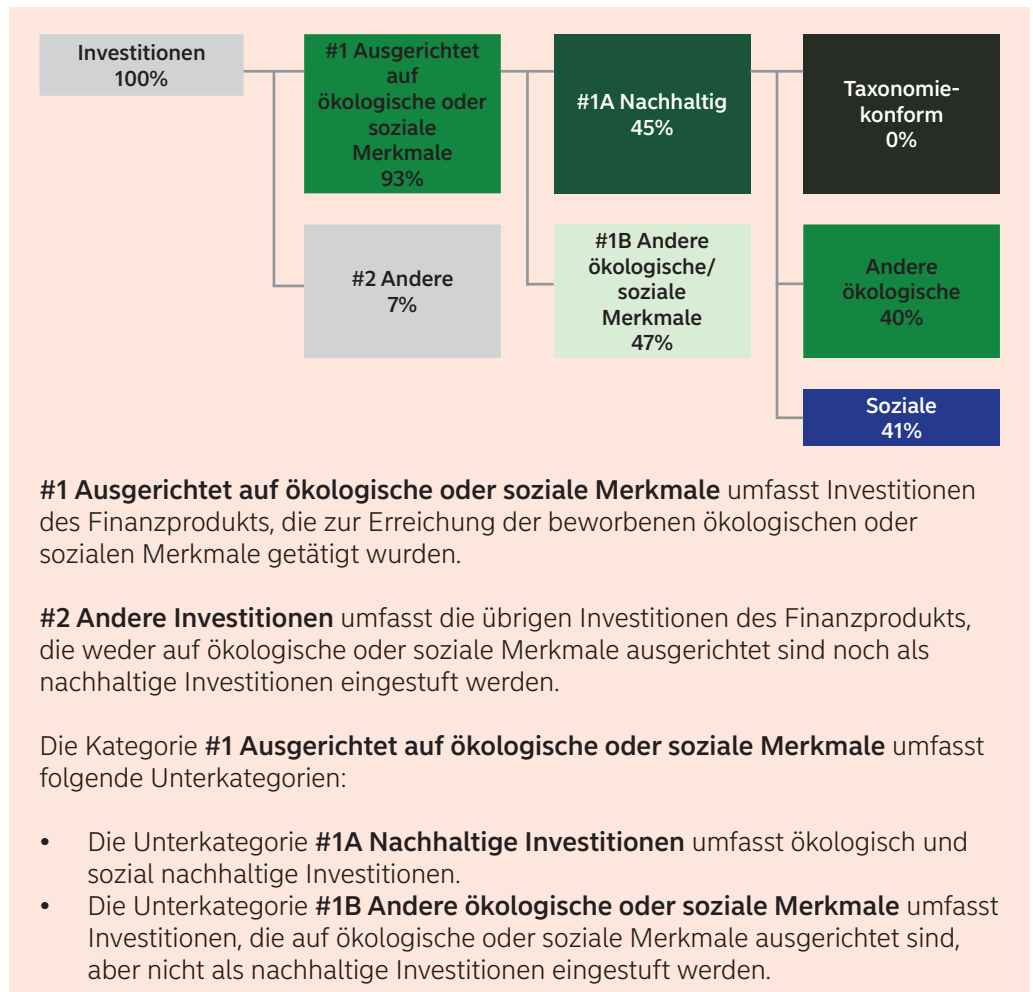 Investitionen
100%
#1 Ausgerichtet
auf
ökologische oder
soziale
Merkmale
93%
#1A Nachhaltig
45%
Taxonomie-
konform
0%
#2 Andere
7%
#1B Andere
ökologische/
soziale
Merkmale
47%
Andere
ökologische
40%
Soziale
41%
#1 Ausgerichtet auf ökologische oder soziale Merkmale umfasst Investitionen
des Finanzprodukts, die zur Erreichung der beworbenen ökologischen oder
sozialen Merkmale getätigt wurden.
#2 Andere Investitionen umfasst die übrigen Investitionen des Finanzprodukts,
die weder auf ökologische oder soziale Merkmale ausgerichtet sind noch als
nachhaltige Investitionen eingestuft werden.
Die Kategorie #1 Ausgerichtet auf ökologische oder soziale Merkmale umfasst
folgende Unterkategorien:
• Die Unterkategorie #1A Nachhaltige Investitionen umfasst ökologisch und
sozial nachhaltige Investitionen.
• Die Unterkategorie #1B Andere ökologische oder soziale Merkmale umfasst
Investitionen, die auf ökologische oder soziale Merkmale ausgerichtet sind,
aber nicht als nachhaltige Investitionen eingestuft werden.